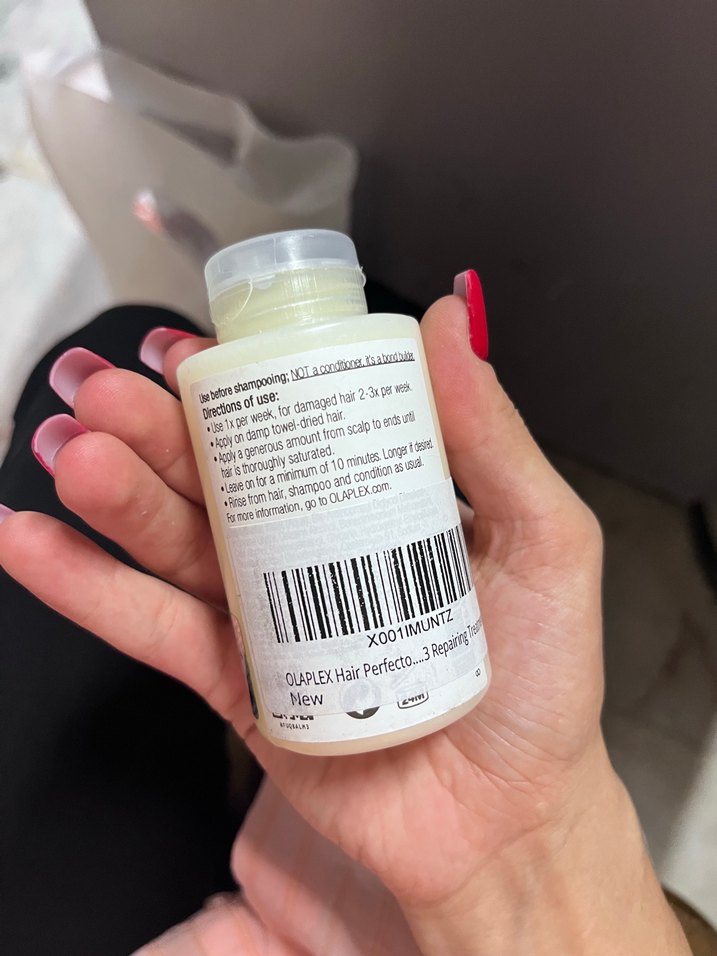 Use before shampooing; NOT a conditioner, it's a bond builder.
Directions of use:
• Use 1x per week, for damaged hair 2-3x per week.
• Apply on damp towel-dried hair.
• Apply a generous amount from scalp to ends until
hair is thoroughly saturated.
• Leave on for a minimum of 10 minutes. Longer if desired.
• Rinse from hair, shampoo and condition as usual.
For more information, go to OLAPLEX.com.
X001IMUNTZ
OLAPLEX Hair Perfecto....3 Repairing
New
24M